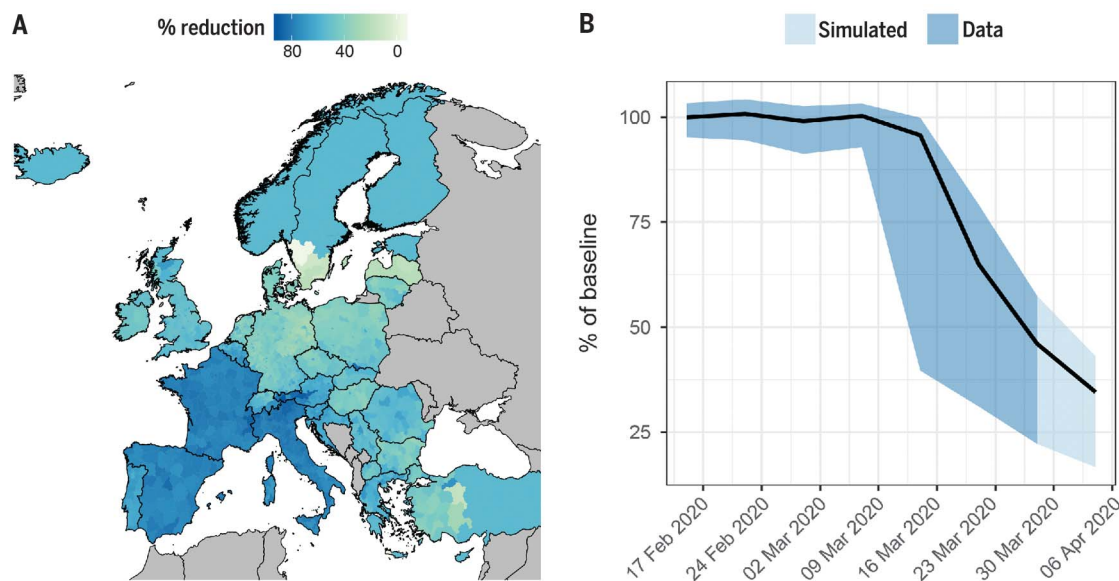 A
% reduction
80
40
0
B
Simulated
Data
% of baseline
100
75
50
25
17 Feb 2020
24 Feb 2020
02 Mar 2020
09 Mar 2020
16 Mar 2020
23 Mar 2020
30 Mar 2020
06 Apr 2020